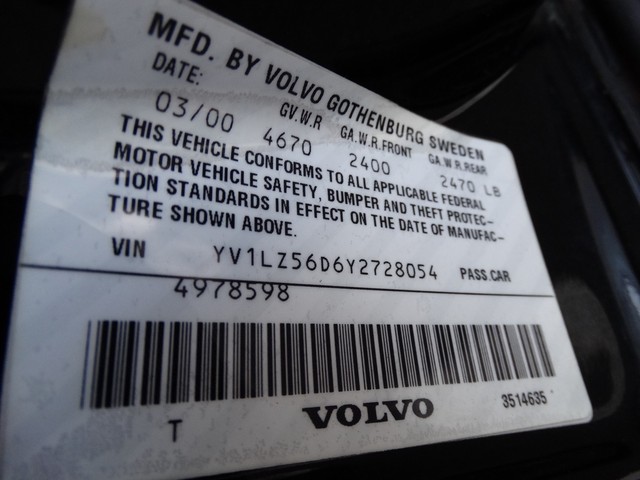 MFD. BY VOLVO GOTHENBURG SWEDEN
DATE: GV.W.R GA.W.R.FRONT GA.W.R.REAR
03/00 4670 2400 2470 LB
THIS VEHICLE CONFORMS TO ALL APPLICABLE FEDERAL
MOTOR VEHICLE SAFETY, BUMPER AND THEFT PROTEC-
TION STANDARDS IN EFFECT ON THE DATE OF MANUFAC-
TURE SHOWN ABOVE.
VIN YV1LZ56D6Y2728054 PASS.CAR
4978598
T VOLVO 3514635